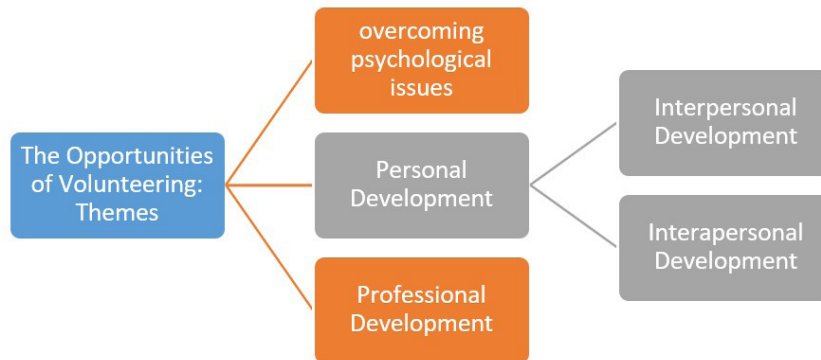 The Opportunities
of Volunteering:
Themes
overcoming
psychological
issues
Personal
Development
Professional
Development
Interpersonal
Development
Interapersonal
Development